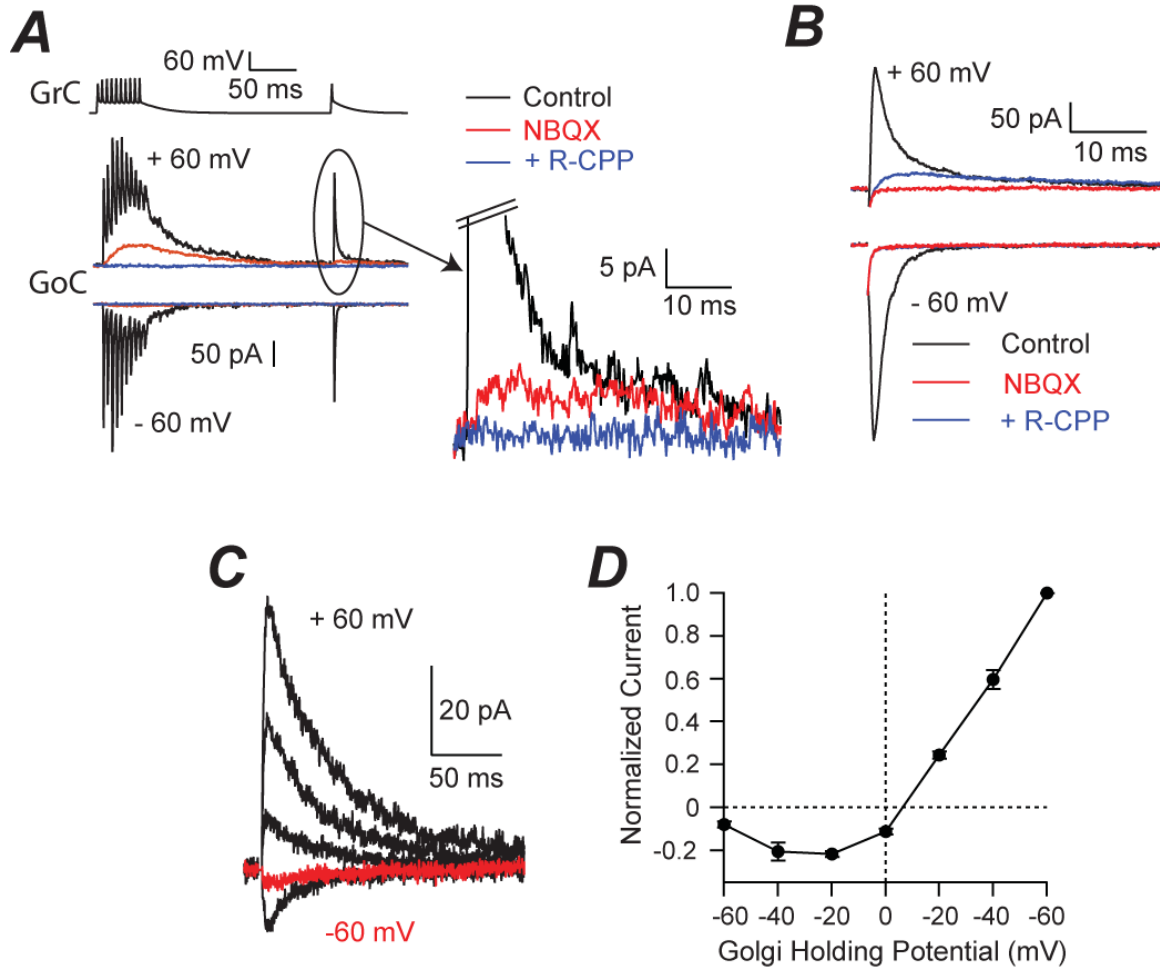 A
60 mV
50 ms
GrC
Control
NBQX
+ R-CPP
+ 60 mV
GoC
50 pA
- 60 mV
5 pA
10 ms
B
+ 60 mV
50 pA
10 ms
- 60 mV
Control
NBQX
+ R-CPP
C
+ 60 mV
20 pA
50 ms
-60 mV
D
Normalized Current
1.0
0.8
0.6
0.4
0.2
0
-0.2
-60 -40 -20 0 -20 -40 -60
Golgi Holding Potential (mV)